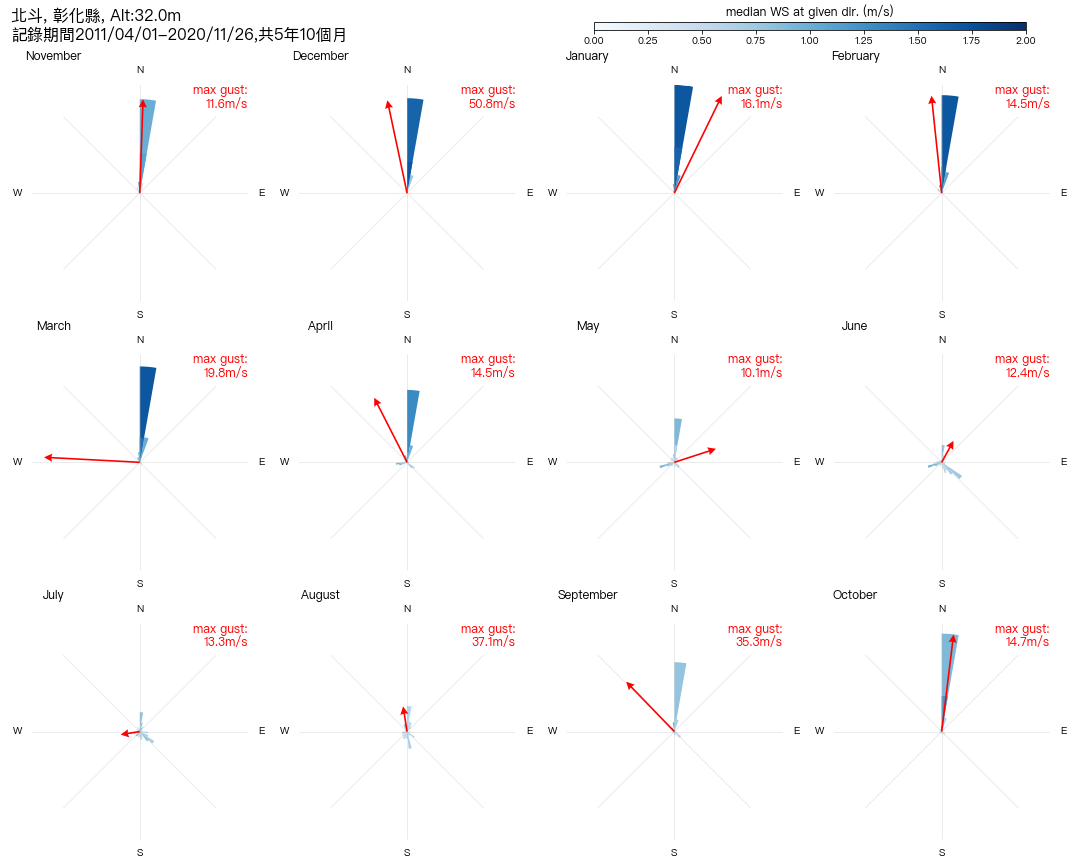 北斗, 彰化縣, Alt:32.0m
記錄期間2011/04/01−2020/11/26,共5年10個月
median WS at given dir. (m/s)
0.00 0.25 0.50 0.75 1.00 1.25 1.50 1.75 2.00
November
N
max gust:
11.6m/s
W
E
S
December
N
max gust:
50.8m/s
W
E
S
January
N
max gust:
16.1m/s
W
E
S
February
N
max gust:
14.5m/s
W
E
S
March
N
max gust:
19.8m/s
W
E
S
April
N
max gust:
14.5m/s
W
E
S
May
N
max gust:
10.1m/s
W
E
S
June
N
max gust:
12.4m/s
W
E
S
July
N
max gust:
13.3m/s
W
E
S
August
N
max gust:
37.1m/s
W
E
S
September
N
max gust:
35.3m/s
W
E
S
October
N
max gust:
14.7m/s
W
E
S